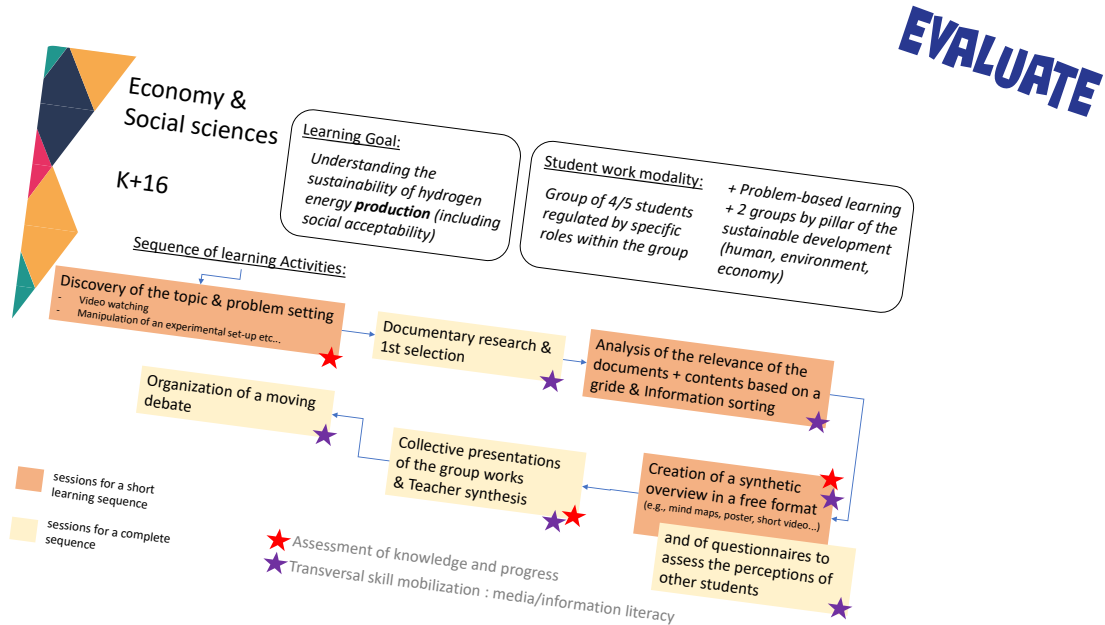 EVALUATE
Economy &
Social sciences
K+16
Learning Goal:
Understanding the
sustainability of hydrogen
energy production (including
social acceptability)
Student work modality:
Group of 4/5 students
regulated by specific
roles within the group
+ Problem-based learning
+ 2 groups by pillar of the
sustainable development
(human, environment,
economy)
Sequence of learning Activities:
Discovery of the topic & problem setting
- Video watching
- Manipulation of an experimental set-up etc...
Documentary research &
1st selection
Analysis of the relevance of the
documents + contents based on a
gride & Information sorting
Organization of a moving
debate
Collective presentations
of the group works
& Teacher synthesis
Creation of a synthetic
overview in a free format
(e.g., mind maps, poster, short video...)
and of questionnaires to
assess the perceptions of
other students
sessions for a short
learning sequence
sessions for a complete
sequence
Assessment of knowledge and progress
Transversal skill mobilization : media/information literacy